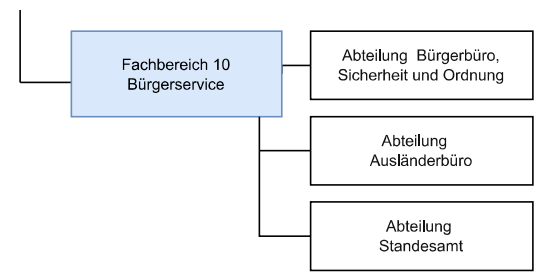 Fachbereich 10
Bürgerservice
Abteilung Bürgerbüro,
Sicherheit und Ordnung
Abteilung
Ausländerbüro
Abteilung
Standesamt